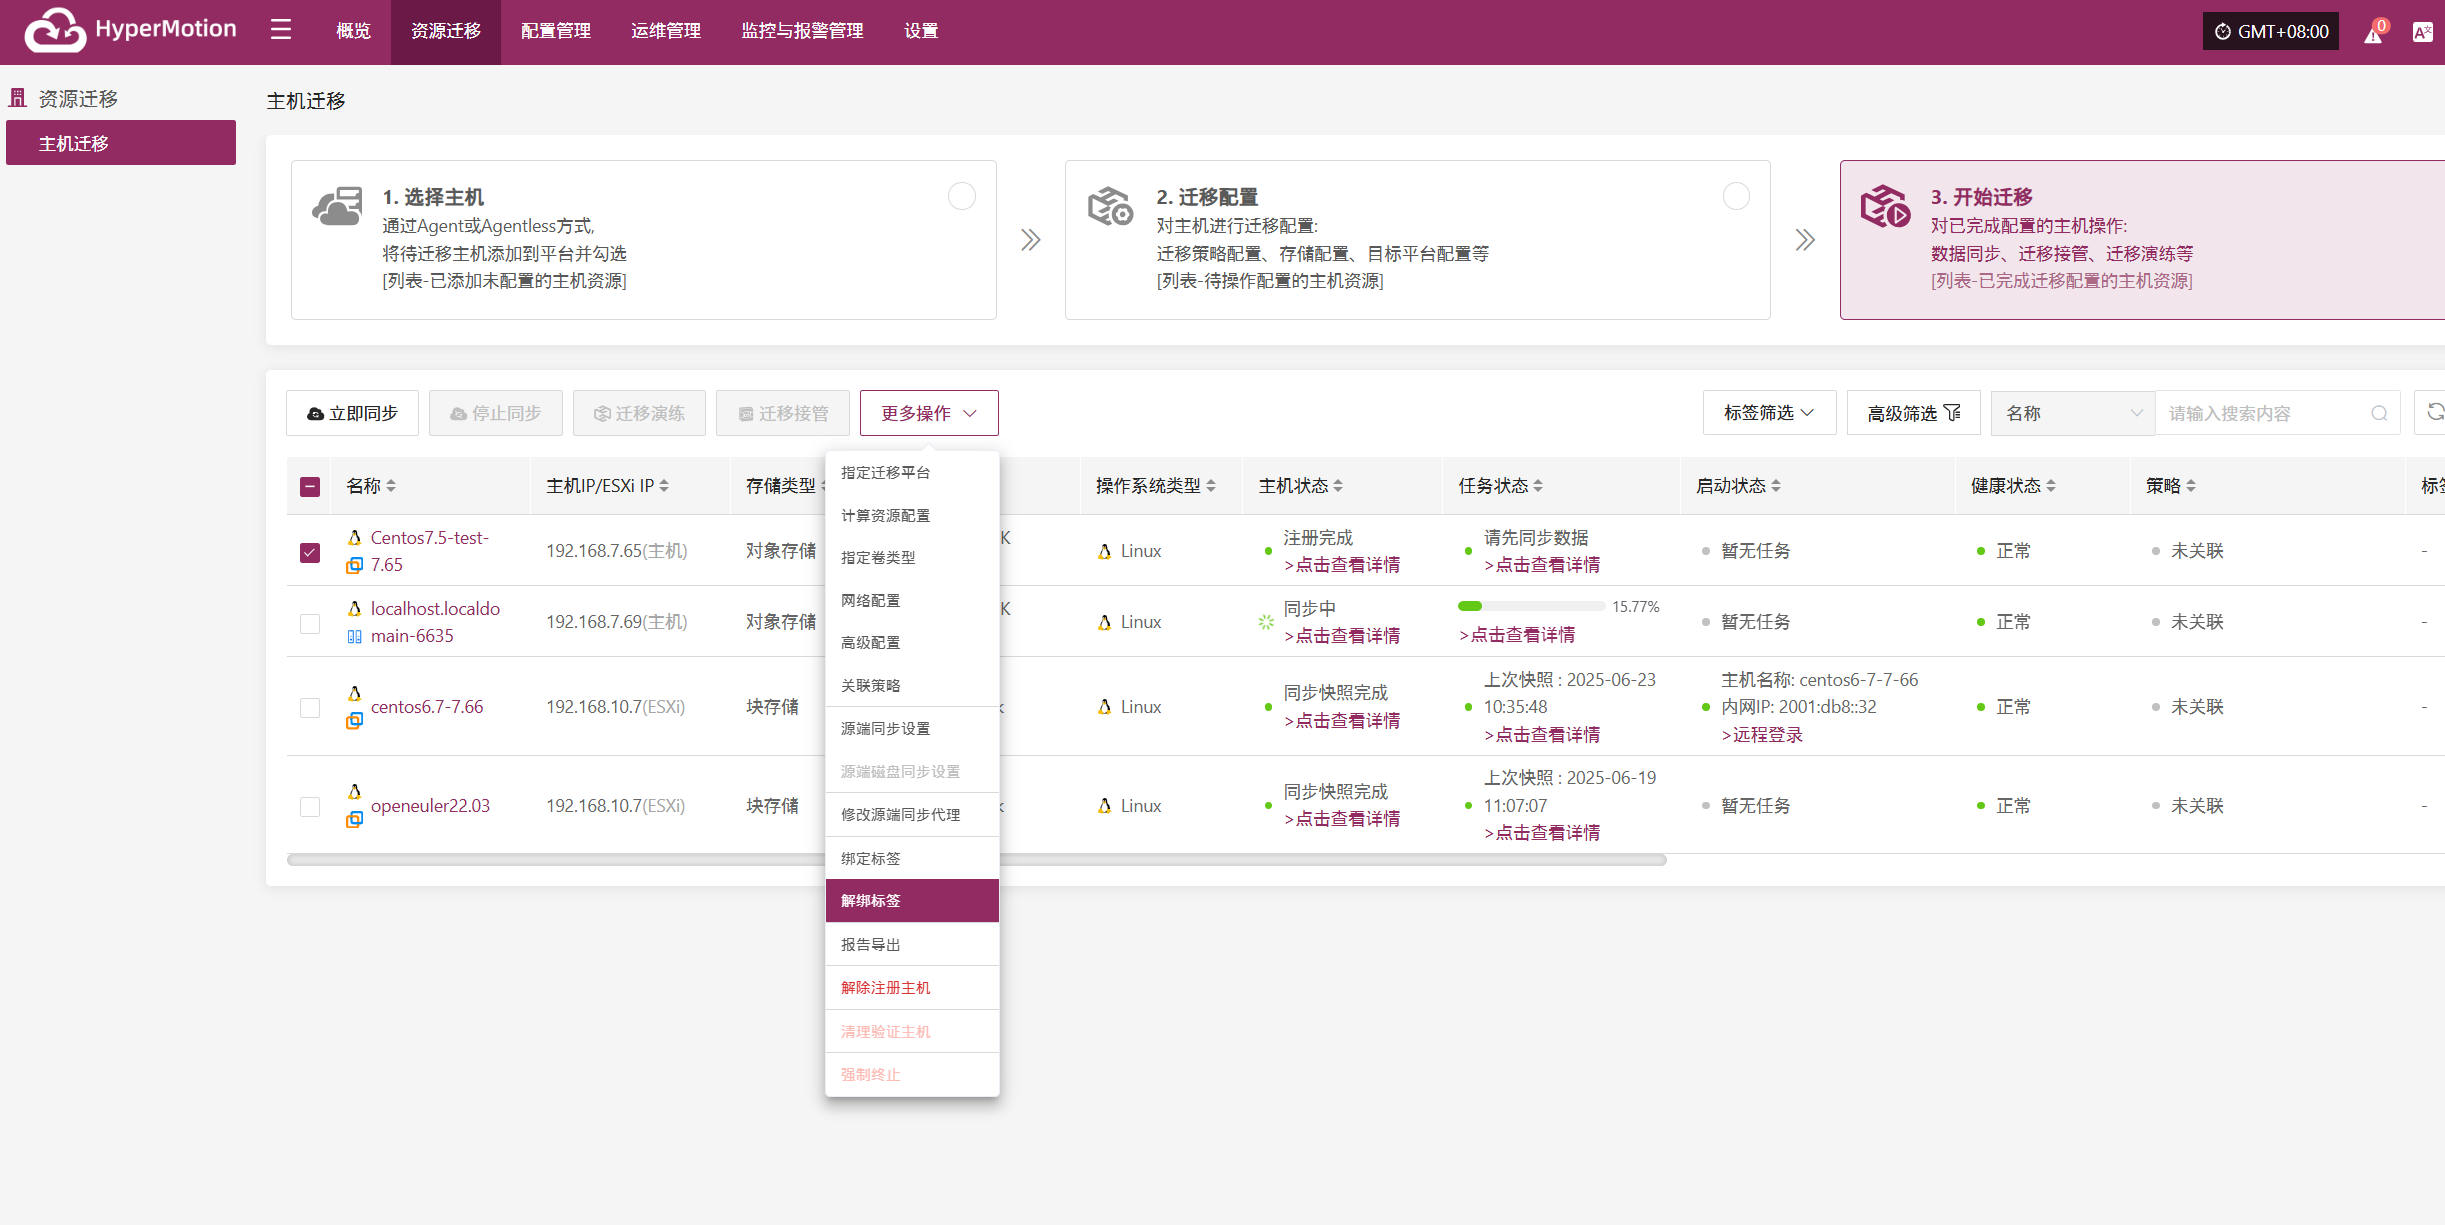 HyperMotion
概览
资源迁移
配置管理
运维管理
监控与报警管理
设置
GMT+08:00
0
资源迁移
主机迁移
主机迁移
1. 选择主机
通过Agent或Agentless方式,
将待迁移主机添加到平台并勾选
[列表-已添加未配置的主机资源]
2. 迁移配置
对主机进行迁移配置:
迁移策略配置、存储配置、目标平台配置等
[列表-待操作配置的主机资源]
3. 开始迁移
对已完成配置的主机操作:
数据同步、迁移接管、迁移演练等
[列表-已完成迁移配置的主机资源]
立即同步
停止同步
迁移演练
迁移接管
更多操作
标签筛选
高级筛选
名称
请输入搜索内容
名称
主机IP/ESXi IP
存储类型
操作系统类型
主机状态
任务状态
启动状态
健康状态
策略
标签
Centos7.5-test-
7.65
192.168.7.65(主机)
对象存储
K
Linux
注册完成
>点击查看详情
请先同步数据
>点击查看详情
暂无任务
正常
未关联
-
localhost.localdo
main-6635
192.168.7.69(主机)
对象存储
K
Linux
同步中
>点击查看详情
15.77%
>点击查看详情
暂无任务
正常
未关联
-
centos6.7-7.66
192.168.10.7(ESXi)
块存储
Linux
同步快照完成
>点击查看详情
上次快照 : 2025-06-23
10:35:48
>点击查看详情
主机名称: centos6-7-7-66
内网IP: 2001:db8::32
>远程登录
正常
未关联
-
openeuler22.03
192.168.10.7(ESXi)
块存储
Linux
同步快照完成
>点击查看详情
上次快照 : 2025-06-19
11:07:07
>点击查看详情
暂无任务
正常
未关联
-
指定迁移平台
计算资源配置
指定卷类型
网络配置
高级配置
关联策略
源端同步设置
源端磁盘同步设置
修改源端同步代理
绑定标签
解绑标签
报告导出
解除注册主机
清理验证主机
强制终止